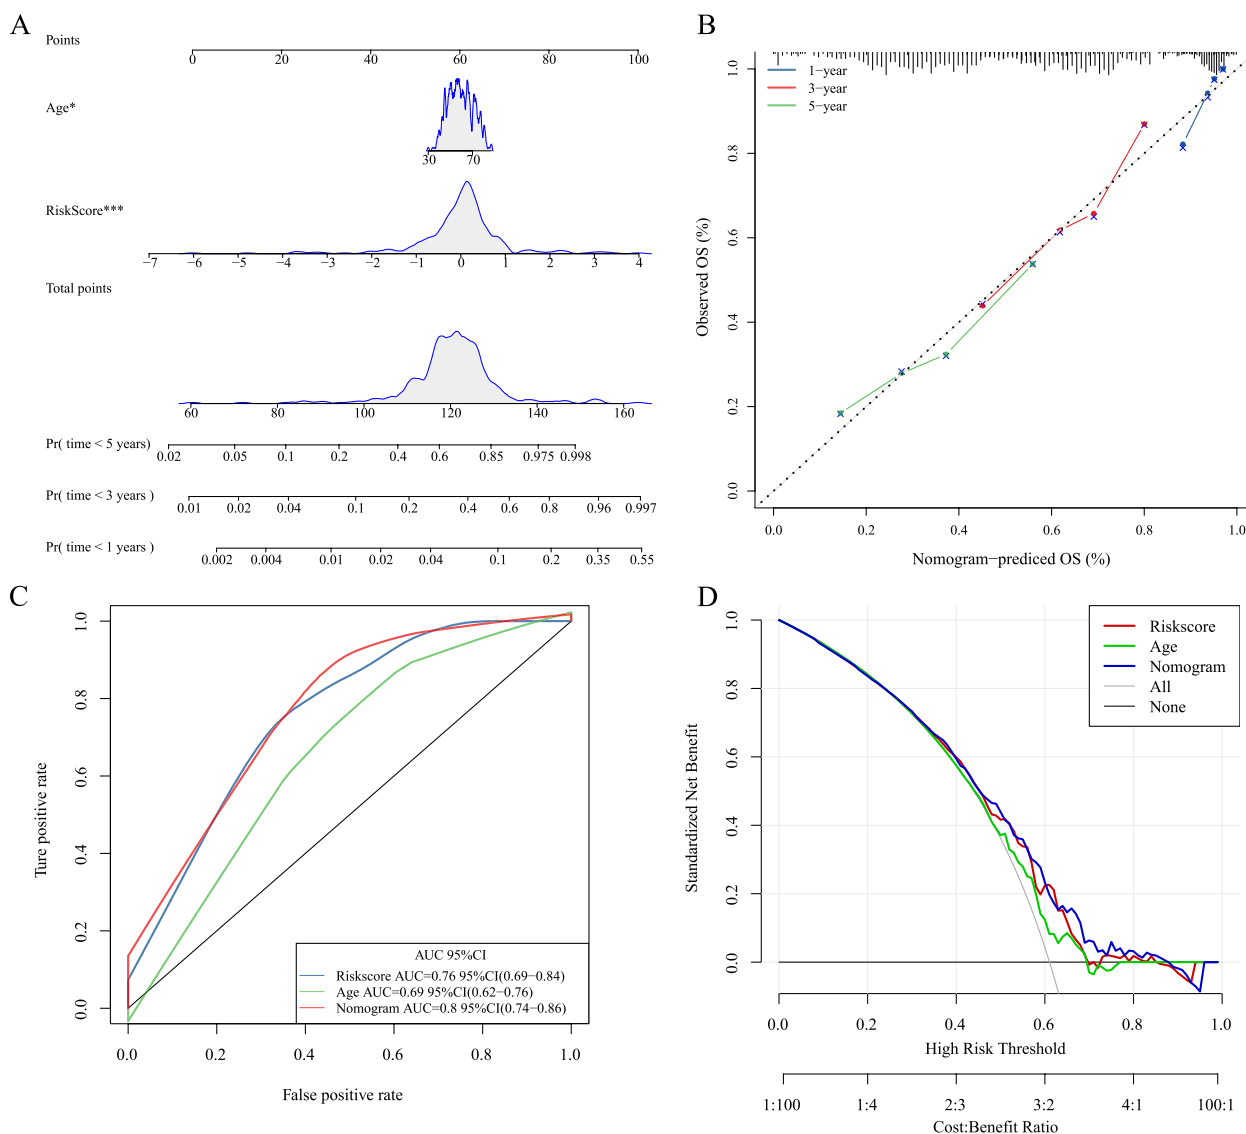 A
Points
0 20 40 60 80 100
Age*
30 70
RiskScore***
−7 −6 −5 −4 −3 −2 −1 0 1 2 3 4
Total points
60 80 100 120 140 160
Pr( time < 5 years)
0.02 0.05 0.1 0.2 0.4 0.6 0.85 0.975 0.998
Pr( time < 3 years )
0.01 0.02 0.04 0.1 0.2 0.4 0.6 0.8 0.96 0.997
Pr( time < 1 years )
0.002 0.004 0.01 0.02 0.04 0.1 0.2 0.35 0.55
B
1−year
3−year
5−year
Observed OS (%)
1.0
0.8
0.6
0.4
0.2
0.0
0.0 0.2 0.4 0.6 0.8 1.0
Nomogram−prediced OS (%)
C
Ture positive rate
1.0
0.8
0.6
0.4
0.2
0.0
AUC 95%CI
Riskscore AUC=0.76 95%CI(0.69−0.84)
Age AUC=0.69 95%CI(0.62−0.76)
Nomogram AUC=0.8 95%CI(0.74−0.86)
0.0 0.2 0.4 0.6 0.8 1.0
False positive rate
D
Riskscore
Age
Nomogram
All
None
Standardized Net Benefit
1.0
0.8
0.6
0.4
0.2
0.0
0.0 0.2 0.4 0.6 0.8 1.0
High Risk Threshold
1:100 1:4 2:3 3:2 4:1 100:1
Cost:Benefit Ratio